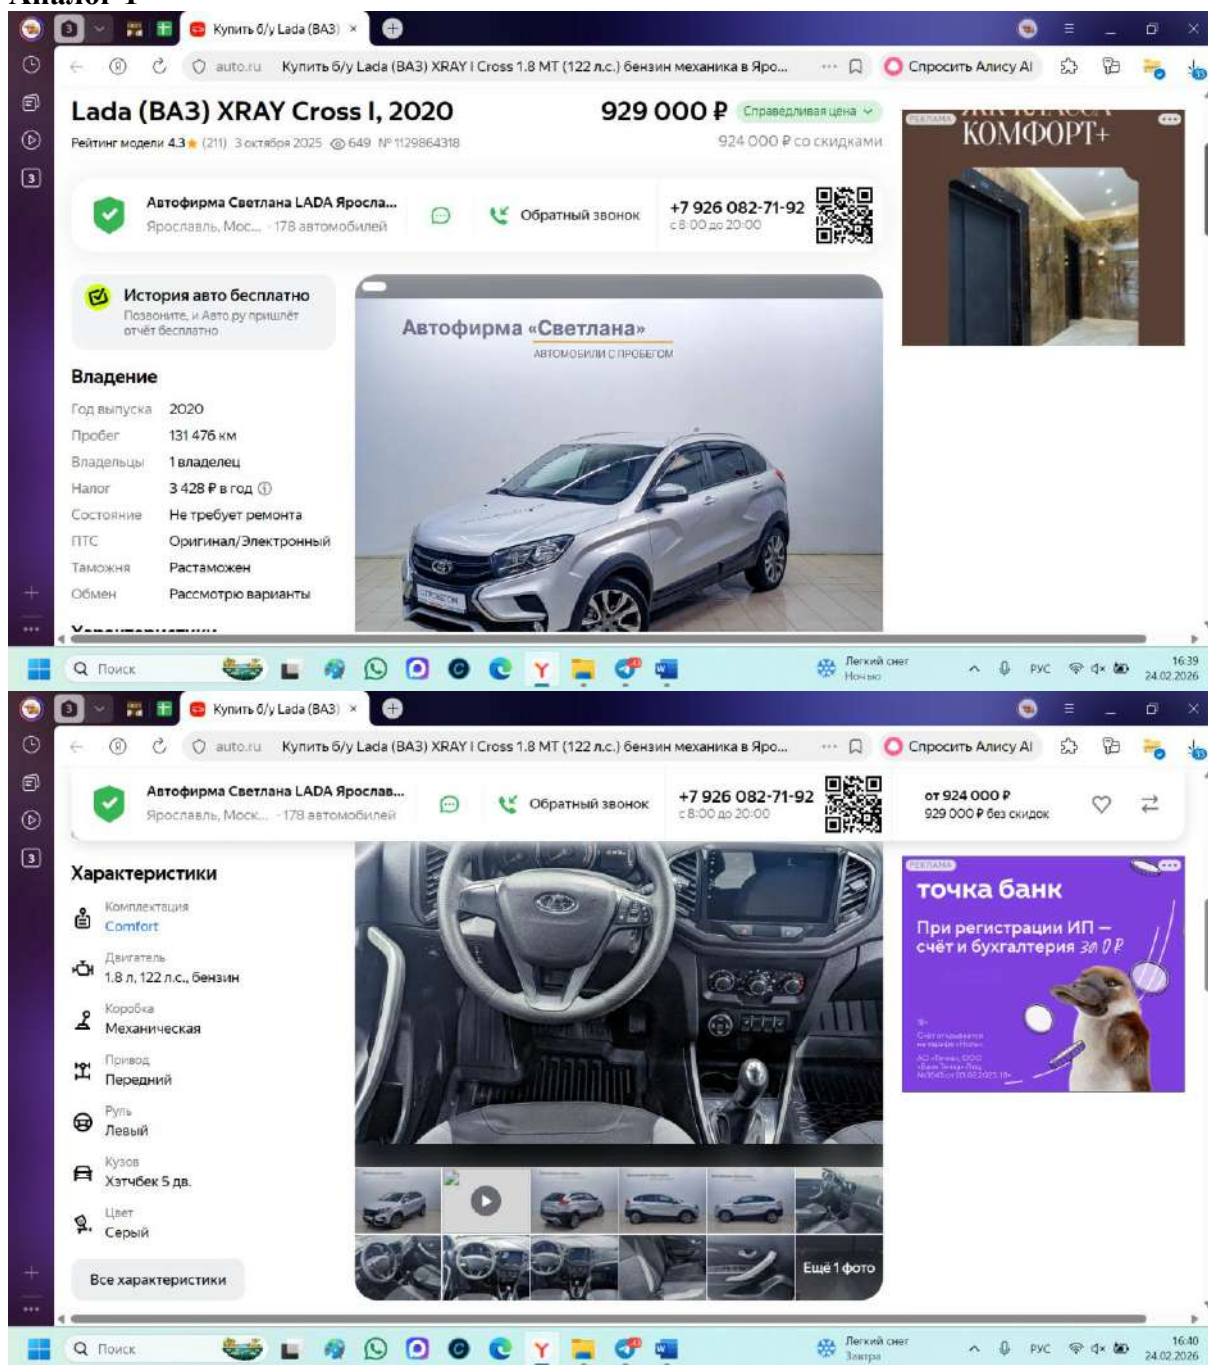 Аналог 1
3
Купить б/у Lada (ВАЗ) ×
auto.ru Купить б/у Lada (ВАЗ) XRAY I Cross 1.8 MT (122 л.с.) бензин механика в Яро...
Спросить Алису AI
Lada (ВАЗ) XRAY Cross I, 2020
929 000 ₽ Справедливая цена
Рейтинг модели 4.3 ★ (211) 3 октября 2025 649 № 1129864318
924 000 ₽ со скидками
Автофирма Светлана LADA Яросла...
Ярославль, Мос... · 178 автомобилей
Обратный звонок
+7 926 082-71-92
с 8:00 до 20:00
РЕКЛАМА
КОМФОРТ+
История авто бесплатно
Позвоните, и Авто.ру пришлёт
отчёт бесплатно
Автофирма «Светлана»
АВТОМОБИЛИ С ПРОБЕГОМ
Владение
Год выпуска 2020
Пробег 131 476 км
Владельцы 1 владелец
Налог 3 428 ₽ в год
Состояние Не требует ремонта
ПТС Оригинал/Электронный
Таможня Растаможен
Обмен Рассмотрю варианты
Характеристики
3
Поиск
Легкий снег
Ночью
РУС
16:39
24.02.2026
3
Купить б/у Lada (ВАЗ) ×
auto.ru Купить б/у Lada (ВАЗ) XRAY I Cross 1.8 MT (122 л.с.) бензин механика в Яро...
Спросить Алису AI
Автофирма Светлана LADA Ярослав...
Ярославль, Моск... · 178 автомобилей
Обратный звонок
+7 926 082-71-92
с 8:00 до 20:00
от 924 000 ₽
929 000 ₽ без скидок
3
Характеристики
Комплектация
Comfort
Двигатель
1.8 л, 122 л.с., бензин
Коробка
Механическая
Привод
Передний
Руль
Левый
Кузов
Хэтчбек 5 дв.
Цвет
Серый
Все характеристики
Ещё 1 фото
РЕКЛАМА
точка банк
При регистрации ИП —
счёт и бухгалтерия за 0 ₽
Поиск
Легкий снег
Завтра
РУС
16:40
24.02.2026